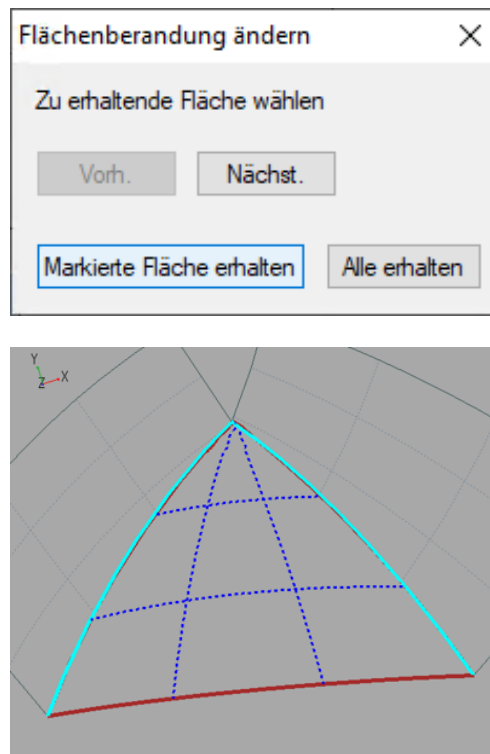 Flächenberandung ändern
Zu erhaltende Fläche wählen
Vorh. Nächst.
Markierte Fläche erhalten Alle erhalten
Y
Z X